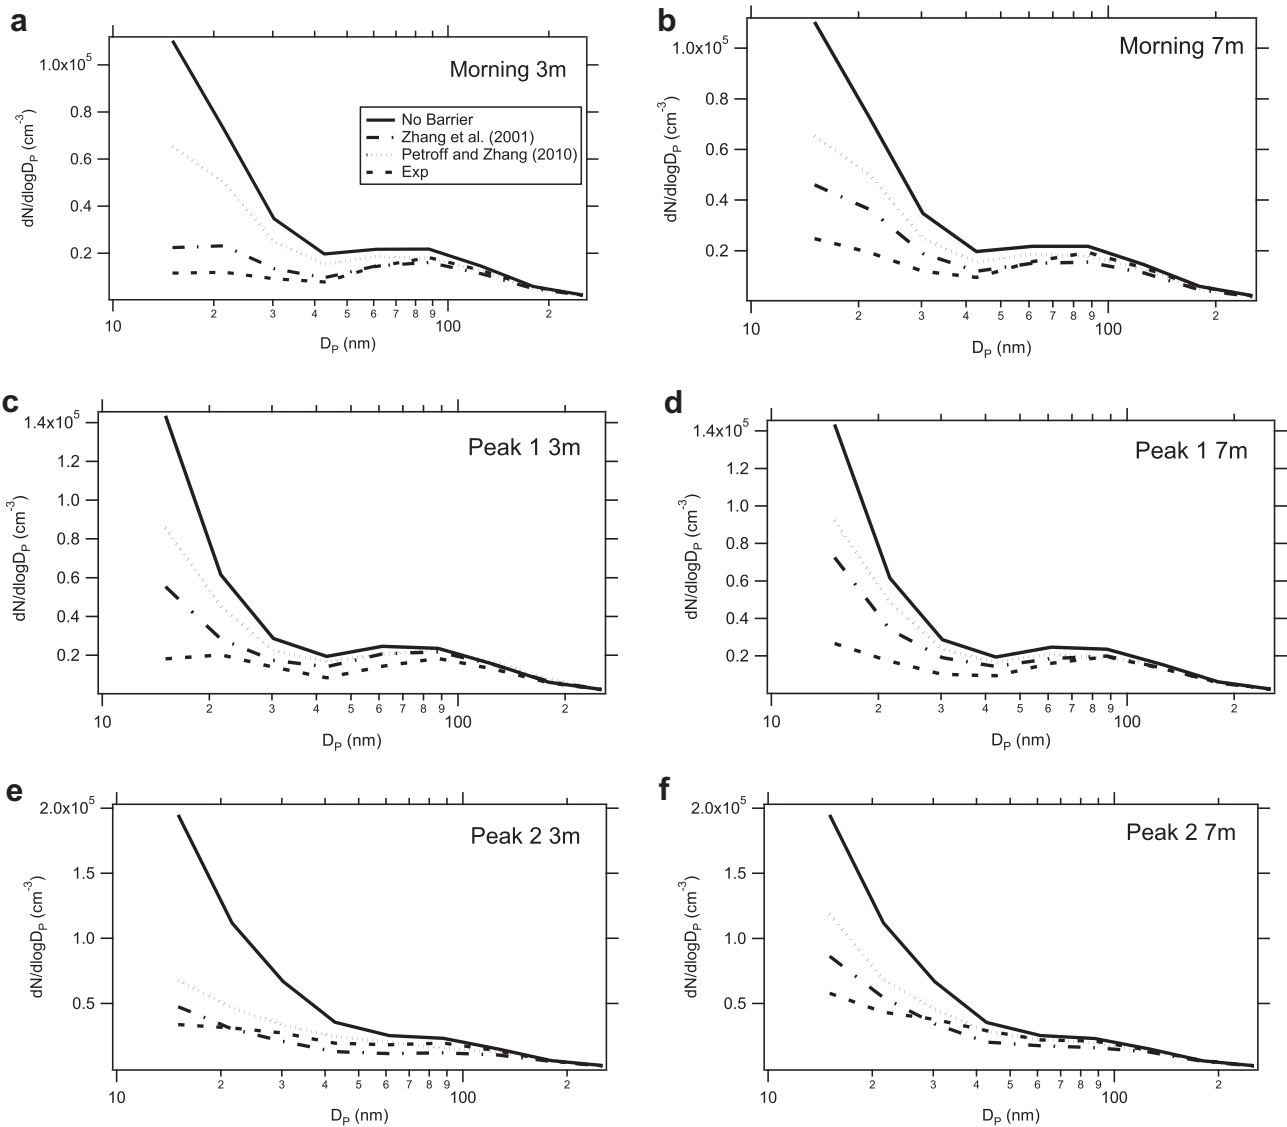 a
Morning 3m
1.0x10^5
0.8
0.6
0.4
0.2
dN/dlogD_P (cm^-3)
No Barrier
Zhang et al. (2001)
Petroff and Zhang (2010)
Exp
10 2 3 4 5 6 7 8 9 100 2
D_P (nm)
b
Morning 7m
1.0x10^5
0.8
0.6
0.4
0.2
dN/dlogD_P (cm^-3)
10 2 3 4 5 6 7 8 9 100 2
D_P (nm)
c
Peak 1 3m
1.4x10^5
1.2
1.0
0.8
0.6
0.4
0.2
dN/dlogD_P (cm^-3)
10 2 3 4 5 6 7 8 9 100 2
D_P (nm)
d
Peak 1 7m
1.4x10^5
1.2
1.0
0.8
0.6
0.4
0.2
dN/dlogD_P (cm^-3)
10 2 3 4 5 6 7 8 9 100 2
D_P (nm)
e
Peak 2 3m
2.0x10^5
1.5
1.0
0.5
dN/dlogD_P (cm^-3)
10 2 3 4 5 6 7 8 9 100 2
D_P (nm)
f
Peak 2 7m
2.0x10^5
1.5
1.0
0.5
dN/dlogD_P (cm^-3)
10 2 3 4 5 6 7 8 9 100 2
D_P (nm)